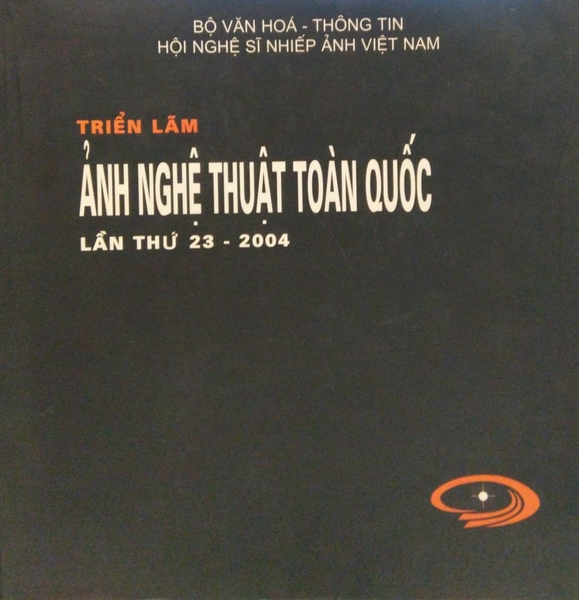 BỘ VĂN HOÁ - THÔNG TIN
HỘI NGHỆ SĨ NHIẾP ẢNH VIỆT NAM
TRIỂN LÃM
ẢNH NGHỆ THUẬT TOÀN QUỐC
LẦN THỨ 23 - 2004